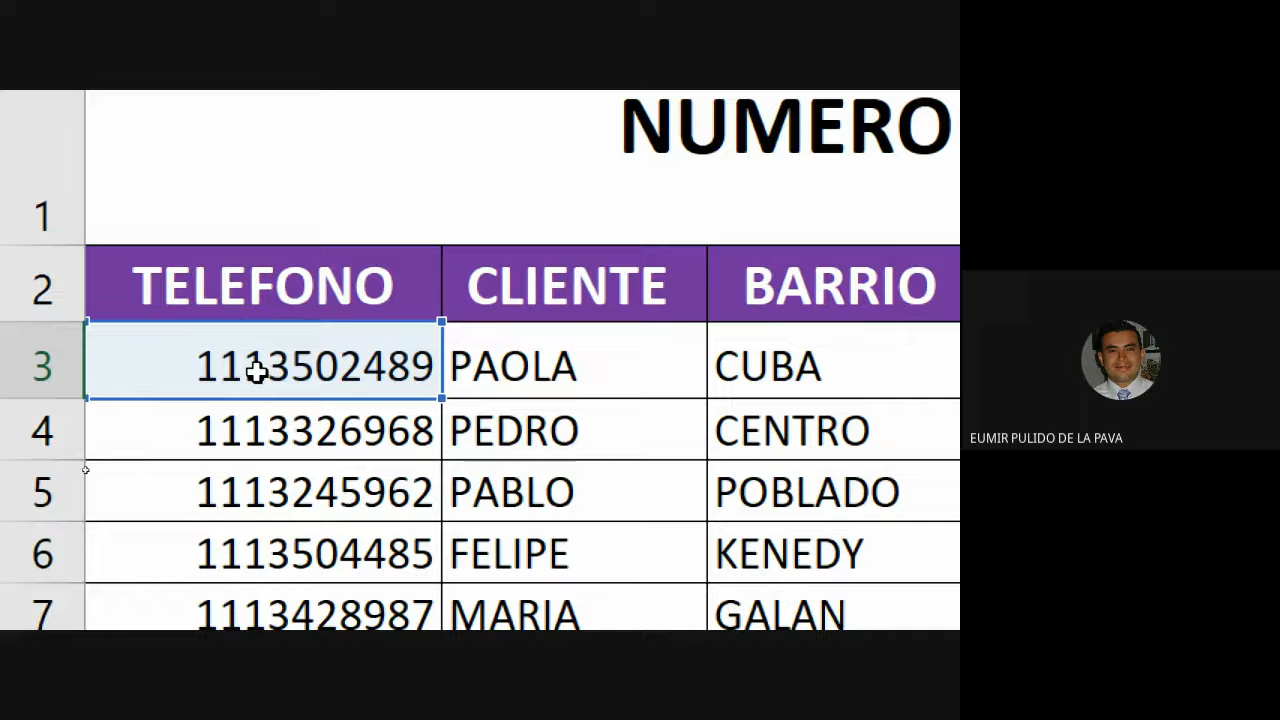 NUMERO
1
2 TELEFONO CLIENTE BARRIO
3 1113502489 PAOLA CUBA
4 1113326968 PEDRO CENTRO
5 1113245962 PABLO POBLADO
6 1113504485 FELIPE KENEDY
7 1113428987 MARIA GALAN
EUMIR PULIDO DE LA PAVA